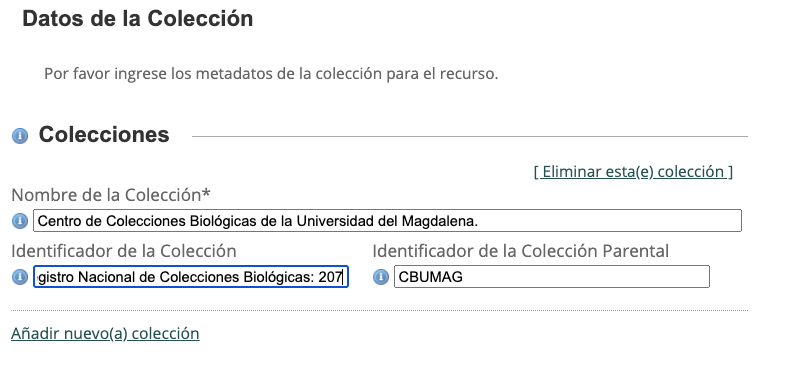 Datos de la Colección
Por favor ingrese los metadatos de la colección para el recurso.
Colecciones
[ Eliminar esta(e) colección ]
Nombre de la Colección*
Centro de Colecciones Biológicas de la Universidad del Magdalena.
Identificador de la Colección
Identificador de la Colección Parental
gistro Nacional de Colecciones Biológicas: 207
CBUMAG
Añadir nuevo(a) colección